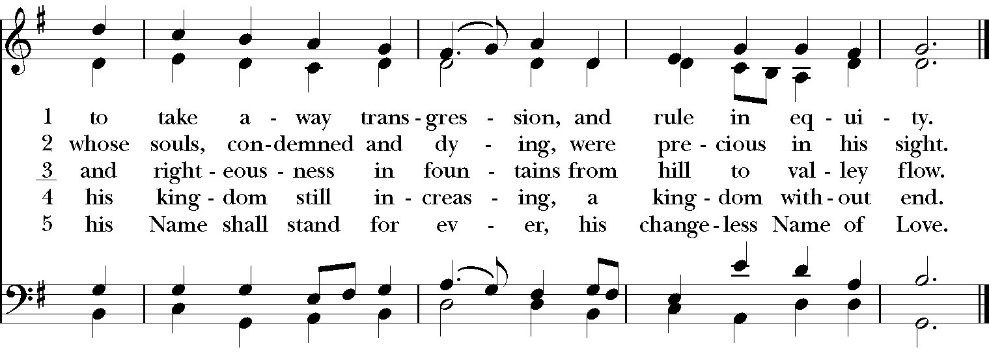 1 to take a - way trans - gres - sion, and rule in eq - ui - ty.
2 whose souls, con - demned and dy - ing, were pre - cious in his sight.
3 and right - eous - ness in foun - tains from hill to val - ley flow.
4 his king - dom still in - creas - ing, a king - dom with - out end.
5 his Name shall stand for ev - er, his change - less Name of Love.